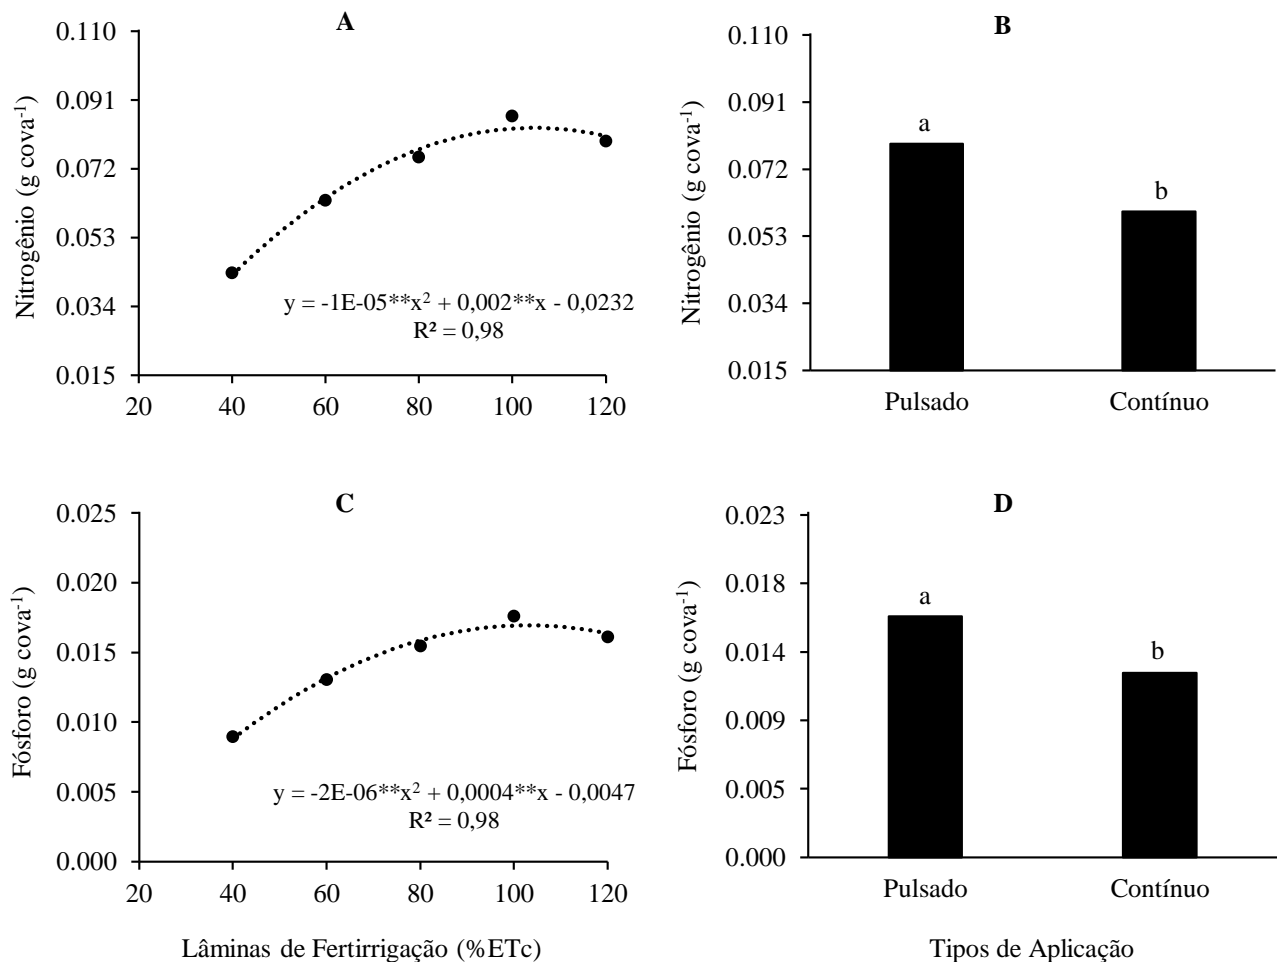 A
0.110
0.091
0.072
0.053
0.034
0.015
Nitrogênio (g cova⁻¹)
y = -1E-05**x² + 0,002**x - 0,0232
R² = 0,98
20 40 60 80 100 120
B
0.110
0.091
0.072
0.053
0.034
0.015
Nitrogênio (g cova⁻¹)
a
b
Pulsado Contínuo
C
0.025
0.020
0.015
0.010
0.005
0.000
Fósforo (g cova⁻¹)
y = -2E-06**x² + 0,0004**x - 0,0047
R² = 0,98
20 40 60 80 100 120
Lâminas de Fertirrigação (%ETc)
D
0.023
0.018
0.014
0.009
0.005
0.000
Fósforo (g cova⁻¹)
a
b
Pulsado Contínuo
Tipos de Aplicação